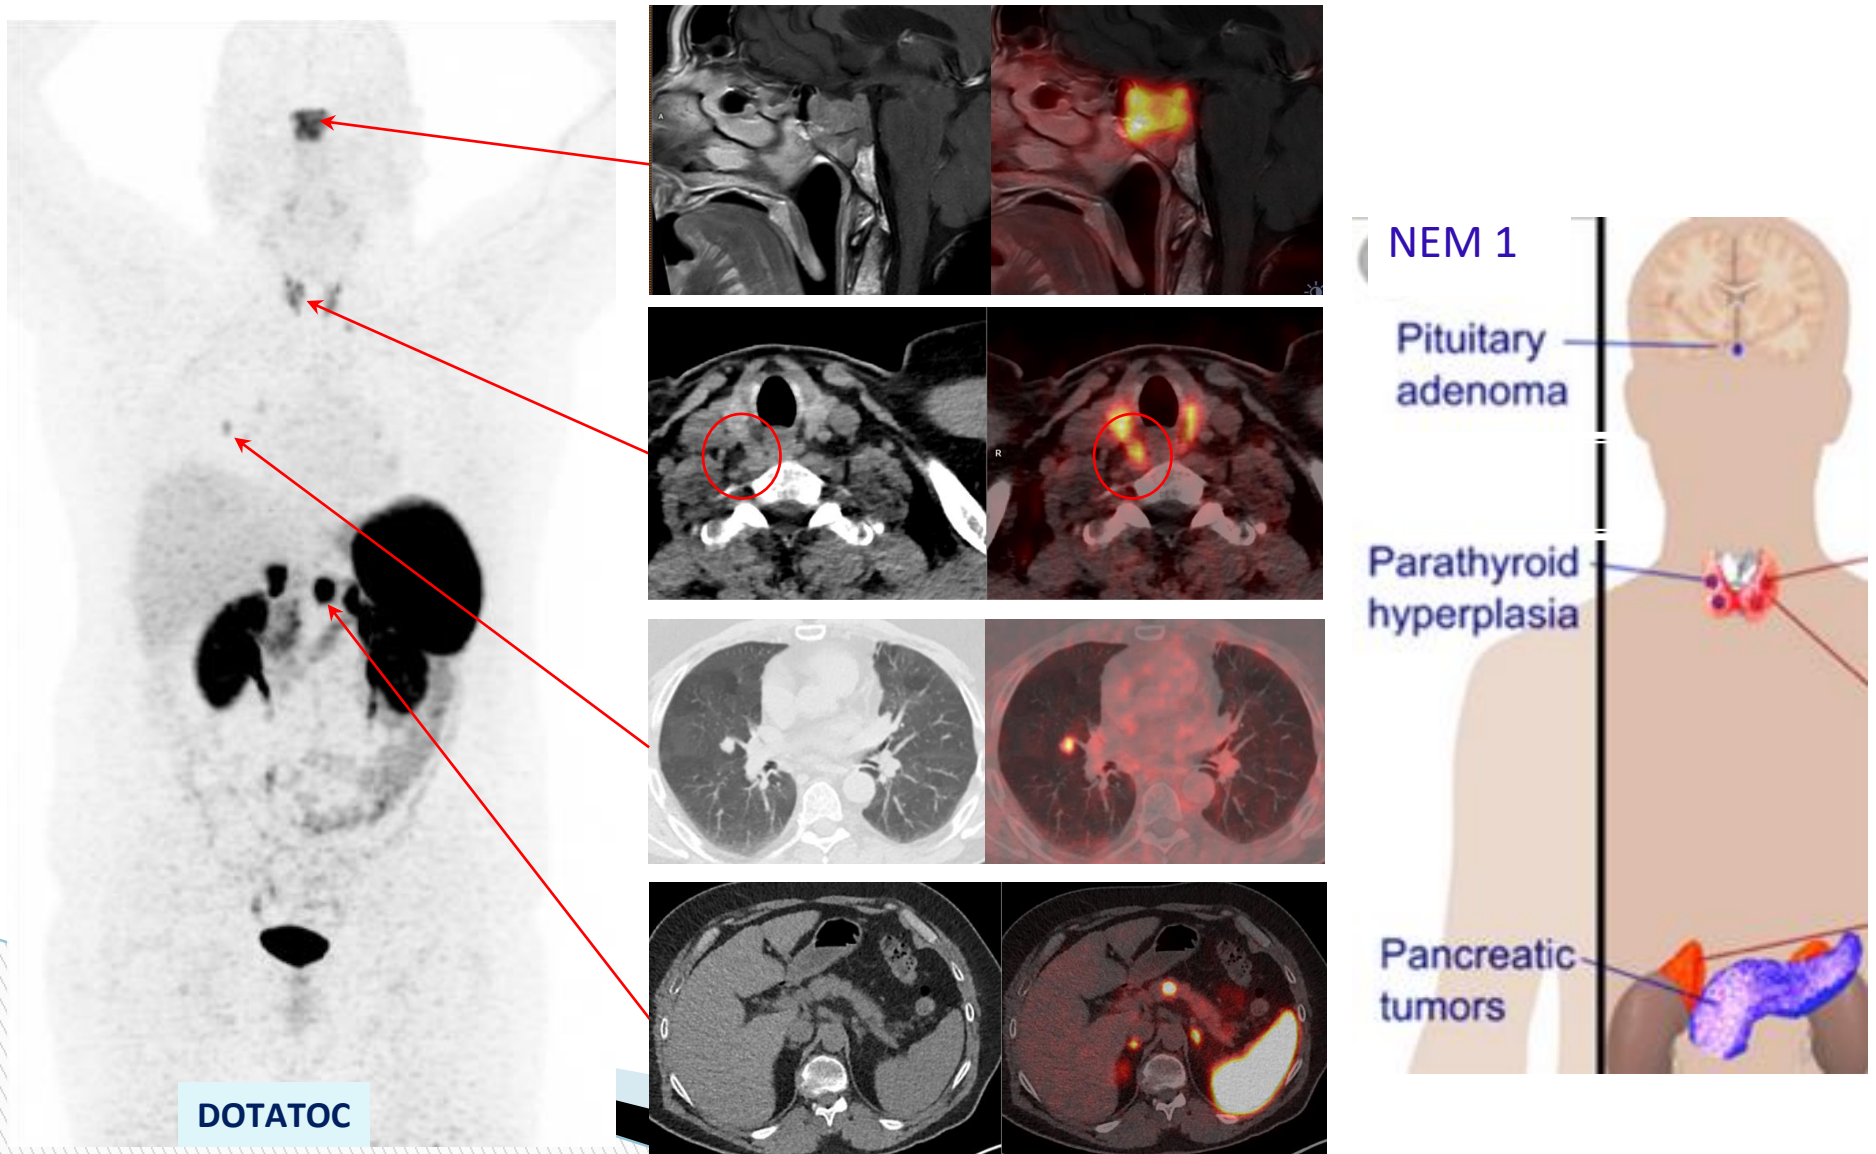 A
R
DOTATOC
NEM 1
Pituitary
adenoma
Parathyroid
hyperplasia
Pancreatic
tumors